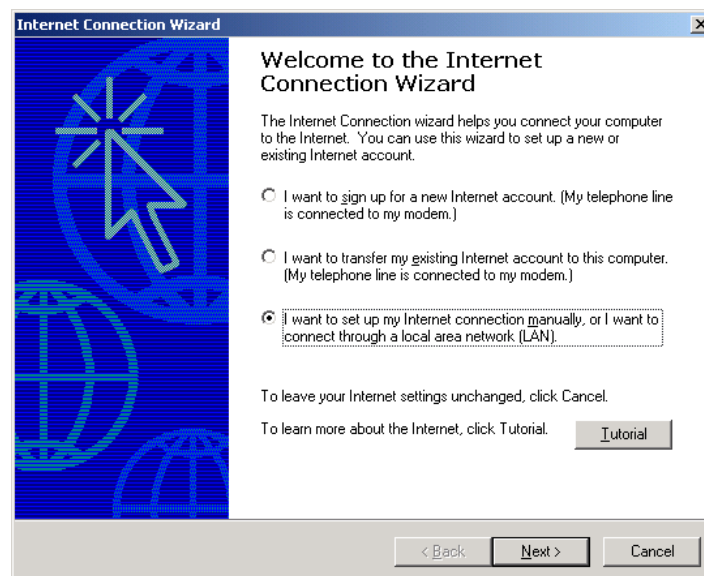 Internet Connection Wizard
Welcome to the Internet
Connection Wizard
The Internet Connection wizard helps you connect your computer
to the Internet. You can use this wizard to set up a new or
existing Internet account.
I want to sign up for a new Internet account. (My telephone line
is connected to my modem.)
I want to transfer my existing Internet account to this computer.
(My telephone line is connected to my modem.)
I want to set up my Internet connection manually, or I want to
connect through a local area network (LAN).
To leave your Internet settings unchanged, click Cancel.
To learn more about the Internet, click Tutorial.
Tutorial
< Back
Next >
Cancel